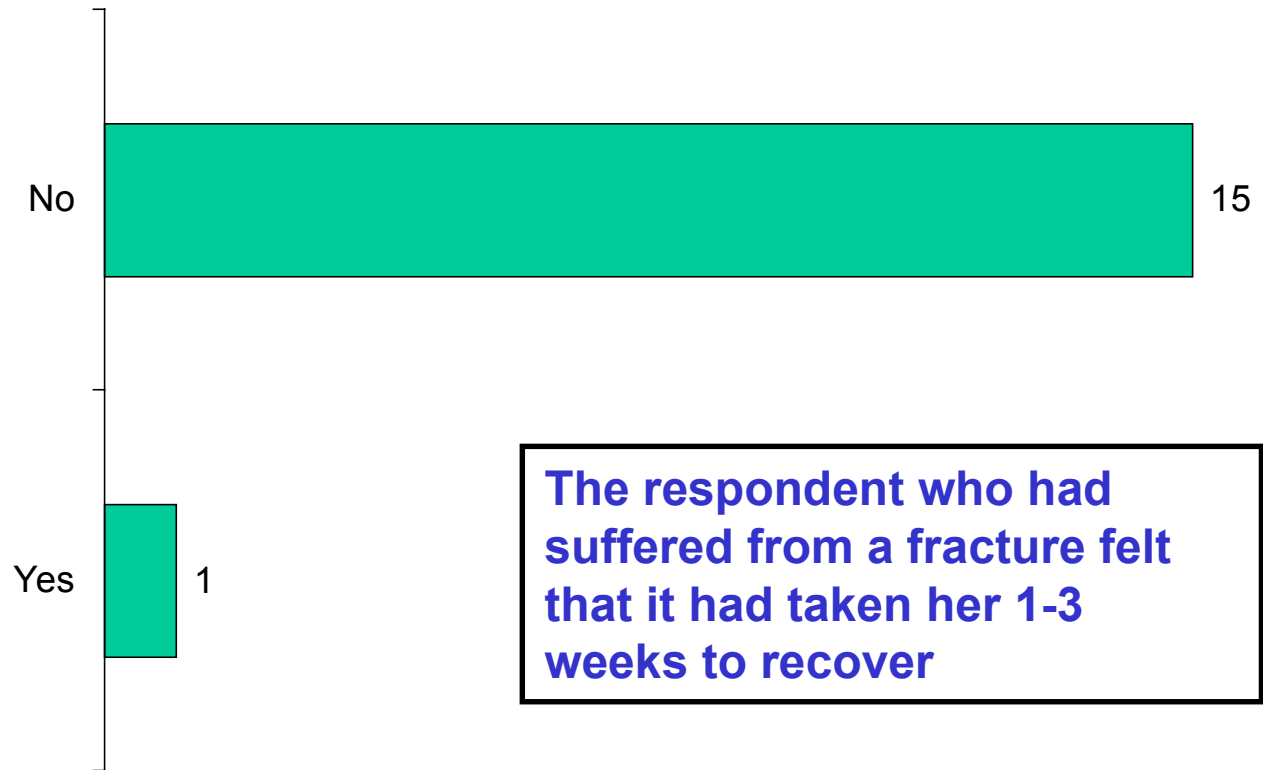 No
15
Yes
1
The respondent who had
suffered from a fracture felt
that it had taken her 1-3
weeks to recover